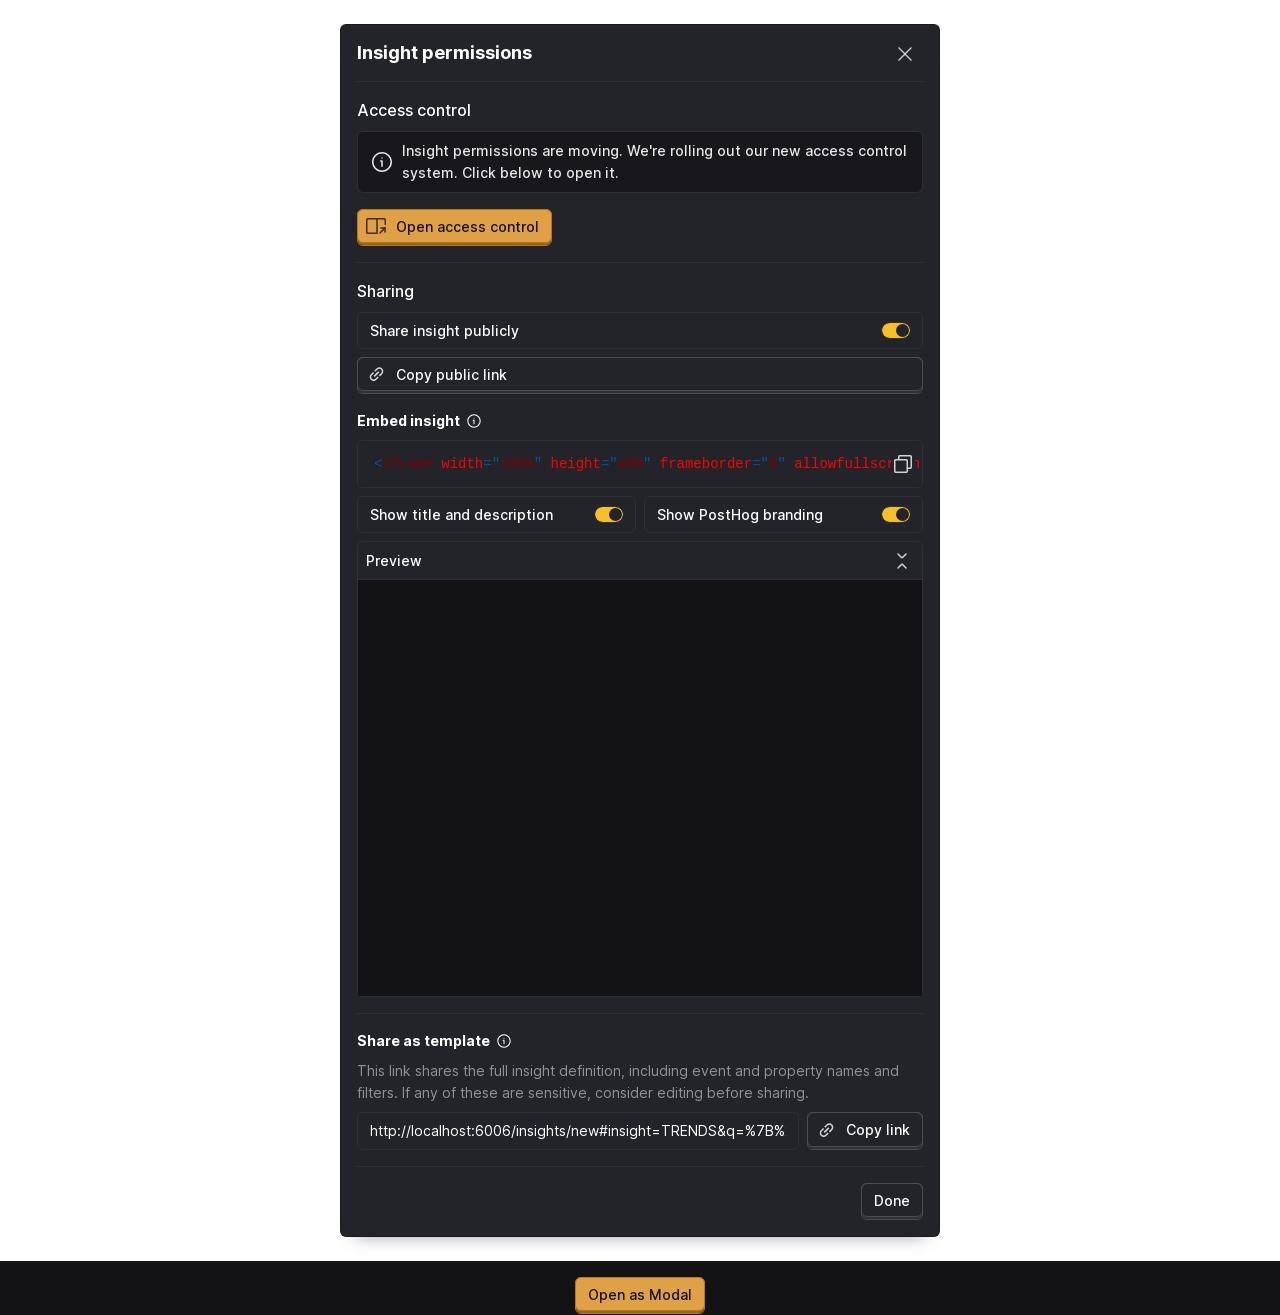 Insight permissions
Access control
Insight permissions are moving. We're rolling out our new access control
system. Click below to open it.
Open access control
Sharing
Share insight publicly
Copy public link
Embed insight
<iframe width="100%" height="400" frameborder="0" allowfullscr
Show title and description
Show PostHog branding
Preview
Share as template
This link shares the full insight definition, including event and property names and
filters. If any of these are sensitive, consider editing before sharing.
http://localhost:6006/insights/new#insight=TRENDS&q=%7B%
Copy link
Done
Open as Modal